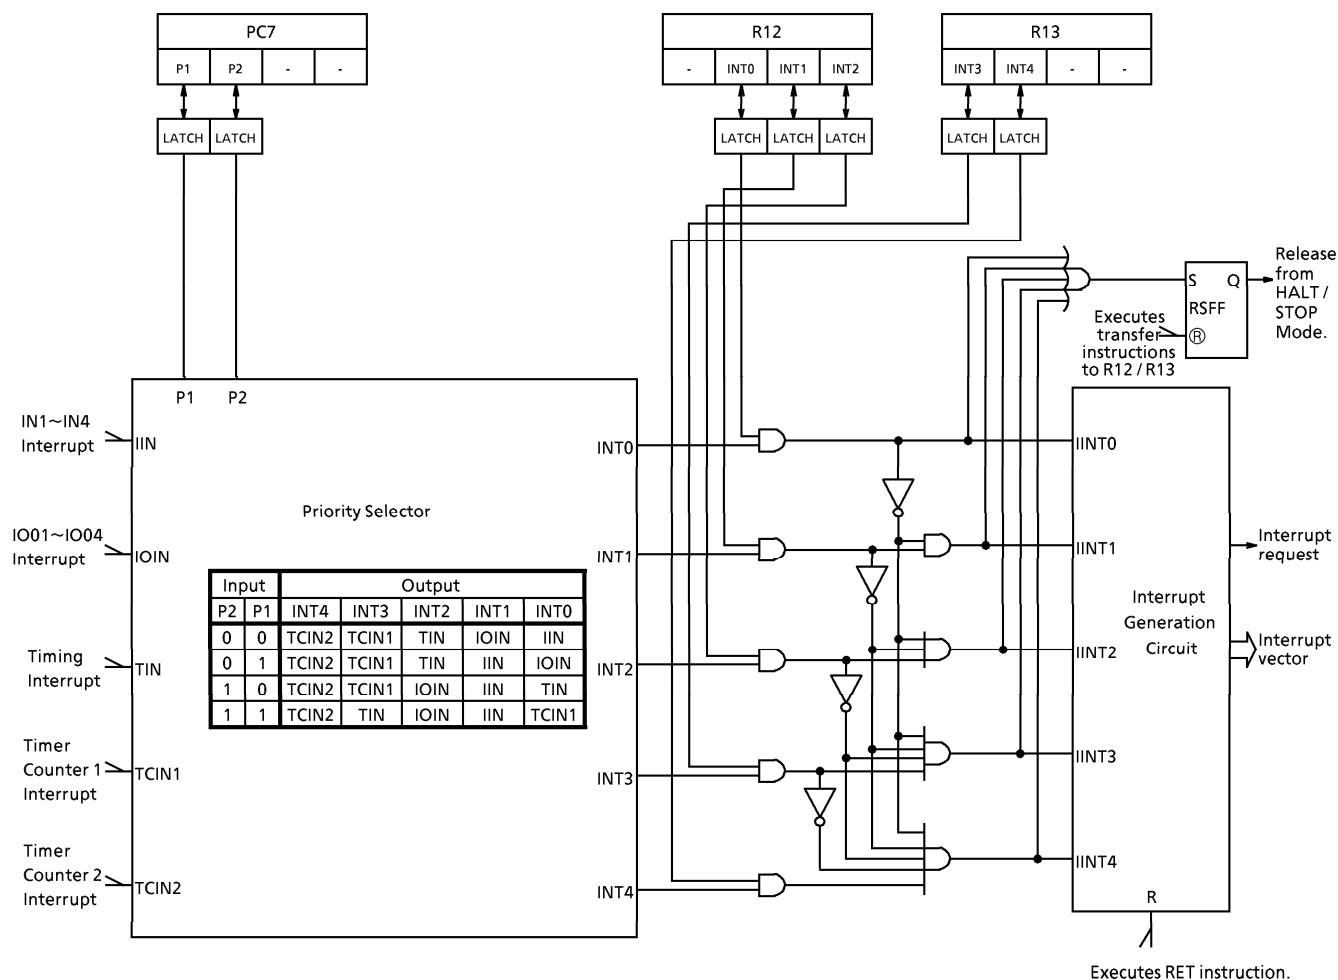 PC7
P1 P2 - -
LATCH LATCH
R12
- INT0 INT1 INT2
LATCH LATCH LATCH
R13
INT3 INT4 - -
LATCH LATCH
S Q
RSFF
Ⓡ
Release
from
HALT /
STOP
Mode.
Executes
transfer
instructions
to R12 / R13
P1 P2
IN1~IN4
Interrupt
IIN
IO01~IO04
Interrupt
IOIN
Timing
Interrupt
TIN
Timer
Counter 1
Interrupt
TCIN1
Timer
Counter 2
Interrupt
TCIN2
Priority Selector
Input Output
P2 P1 INT4 INT3 INT2 INT1 INT0
0 0 TCIN2 TCIN1 TIN IOIN IIN
0 1 TCIN2 TCIN1 TIN IIN IOIN
1 0 TCIN2 TCIN1 IOIN IIN TIN
1 1 TCIN2 TIN IOIN IIN TCIN1
INT0
INT1
INT2
INT3
INT4
IINT0
IINT1
IINT2
IINT3
IINT4
Interrupt
Generation
Circuit
R
Interrupt
request
Interrupt
vector
Executes RET instruction.